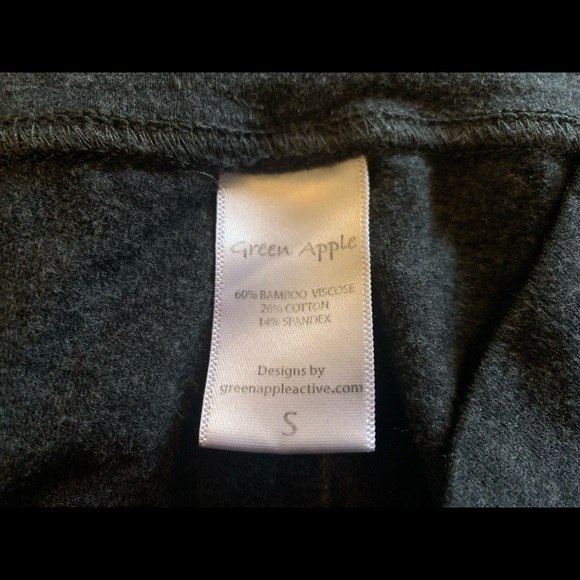 Green Apple
60% BAMBOO VISCOSE
26% COTTON
14% SPANDEX
Designs by
greenappleactive.com
S